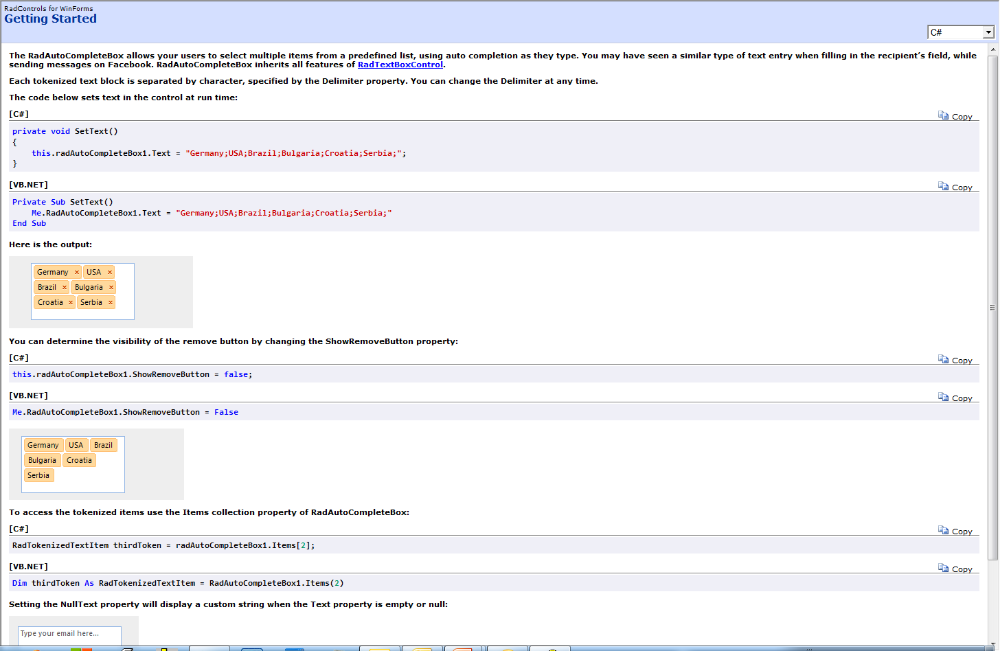 RadControls for WinForms
Getting Started
C#
The RadAutoCompleteBox allows your users to select multiple items from a predefined list, using auto completion as they type. You may have seen a similar type of text entry when filling in the recipient's field, while
sending messages on Facebook. RadAutoCompleteBox inherits all features of RadTextBoxControl.
Each tokenized text block is separated by character, specified by the Delimiter property. You can change the Delimiter at any time.
The code below sets text in the control at run time:
[C#] Copy
private void SetText()
{
this.radAutoCompleteBox1.Text = "Germany;USA;Brazil;Bulgaria;Croatia;Serbia;";
}
[VB.NET] Copy
Private Sub SetText()
Me.RadAutoCompleteBox1.Text = "Germany;USA;Brazil;Bulgaria;Croatia;Serbia;"
End Sub
Here is the output:
Germany × USA ×
Brazil × Bulgaria ×
Croatia × Serbia ×
You can determine the visibility of the remove button by changing the ShowRemoveButton property:
[C#] Copy
this.radAutoCompleteBox1.ShowRemoveButton = false;
[VB.NET] Copy
Me.RadAutoCompleteBox1.ShowRemoveButton = False
Germany USA Brazil
Bulgaria Croatia
Serbia
To access the tokenized items use the Items collection property of RadAutoCompleteBox:
[C#] Copy
RadTokenizedTextItem thirdToken = radAutoCompleteBox1.Items[2];
[VB.NET] Copy
Dim thirdToken As RadTokenizedTextItem = RadAutoCompleteBox1.Items(2)
Setting the NullText property will display a custom string when the Text property is empty or null:
Type your email here...